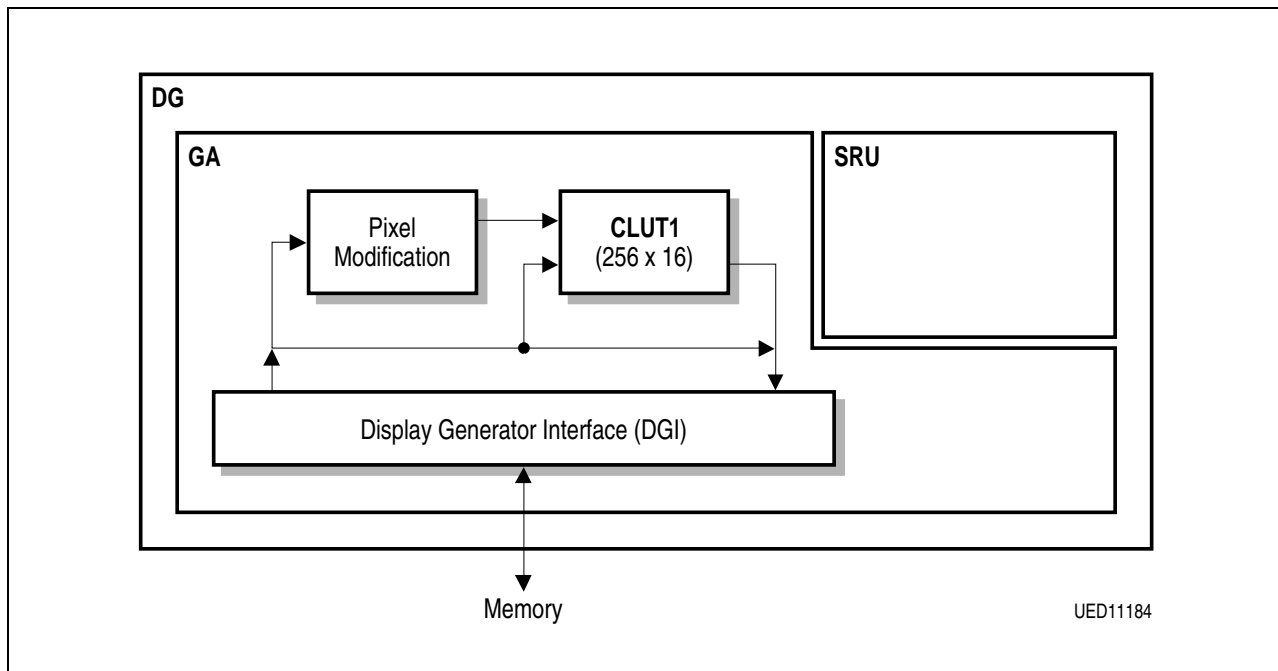 DG
GA
SRU
Pixel
Modification
CLUT1
(256 x 16)
Display Generator Interface (DGI)
Memory
UED11184